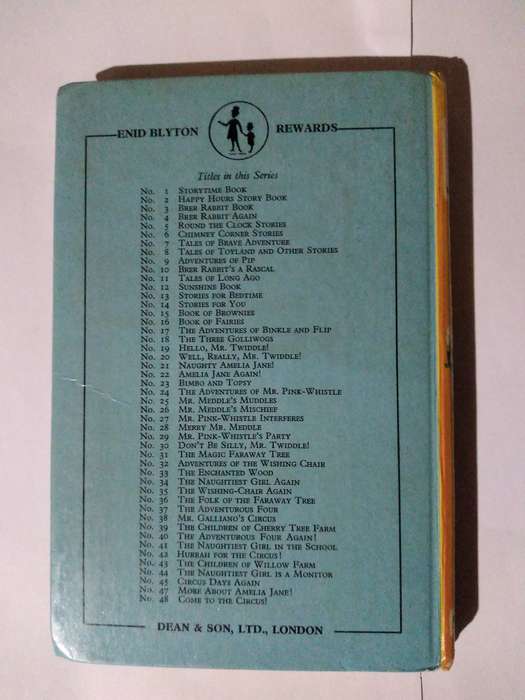 ENID BLYTON REWARDS
Titles in this Series
No. 1 STORYTIME BOOK
No. 2 HAPPY HOURS STORY BOOK
No. 3 BRER RABBIT BOOK
No. 4 BRER RABBIT AGAIN
No. 5 ROUND THE CLOCK STORIES
No. 6 CHIMNEY CORNER STORIES
No. 7 TALES OF BRAVE ADVENTURE
No. 8 TALES OF TOYLAND AND OTHER STORIES
No. 9 ADVENTURES OF PIP
No. 10 BRER RABBIT'S A RASCAL
No. 11 TALES OF LONG AGO
No. 12 SUNSHINE BOOK
No. 13 STORIES FOR BEDTIME
No. 14 STORIES FOR YOU
No. 15 BOOK OF BROWNIES
No. 16 BOOK OF FAIRIES
No. 17 THE ADVENTURES OF BINKLE AND FLIP
No. 18 THE THREE GOLLIWOGS
No. 19 HELLO, MR. TWIDDLE!
No. 20 WELL, REALLY, MR. TWIDDLE!
No. 21 NAUGHTY AMELIA JANE!
No. 22 AMELIA JANE AGAIN!
No. 23 BIMBO AND TOPSY
No. 24 THE ADVENTURES OF MR. PINK-WHISTLE
No. 25 MR. MEDDLE'S MUDDLES
No. 26 MR. MEDDLE'S MISCHIEF
No. 27 MR. PINK-WHISTLE INTERFERES
No. 28 MERRY MR. MEDDLE
No. 29 MR. PINK-WHISTLE'S PARTY
No. 30 DON'T BE SILLY, MR. TWIDDLE!
No. 31 THE MAGIC FARAWAY TREE
No. 32 ADVENTURES OF THE WISHING CHAIR
No. 33 THE ENCHANTED WOOD
No. 34 THE NAUGHTIEST GIRL AGAIN
No. 35 THE WISHING-CHAIR AGAIN
No. 36 THE FOLK OF THE FARAWAY TREE
No. 37 THE ADVENTUROUS FOUR
No. 38 MR. GALLIANO'S CIRCUS
No. 39 THE CHILDREN OF CHERRY TREE FARM
No. 40 THE ADVENTUROUS FOUR AGAIN!
No. 41 THE NAUGHTIEST GIRL IN THE SCHOOL
No. 42 HURRAH FOR THE CIRCUS!
No. 43 THE CHILDREN OF WILLOW FARM
No. 44 THE NAUGHTIEST GIRL IS A MONITOR
No. 45 CIRCUS DAYS AGAIN
No. 47 MORE ABOUT AMELIA JANE!
No. 48 COME TO THE CIRCUS!
DEAN & SON, LTD., LONDON